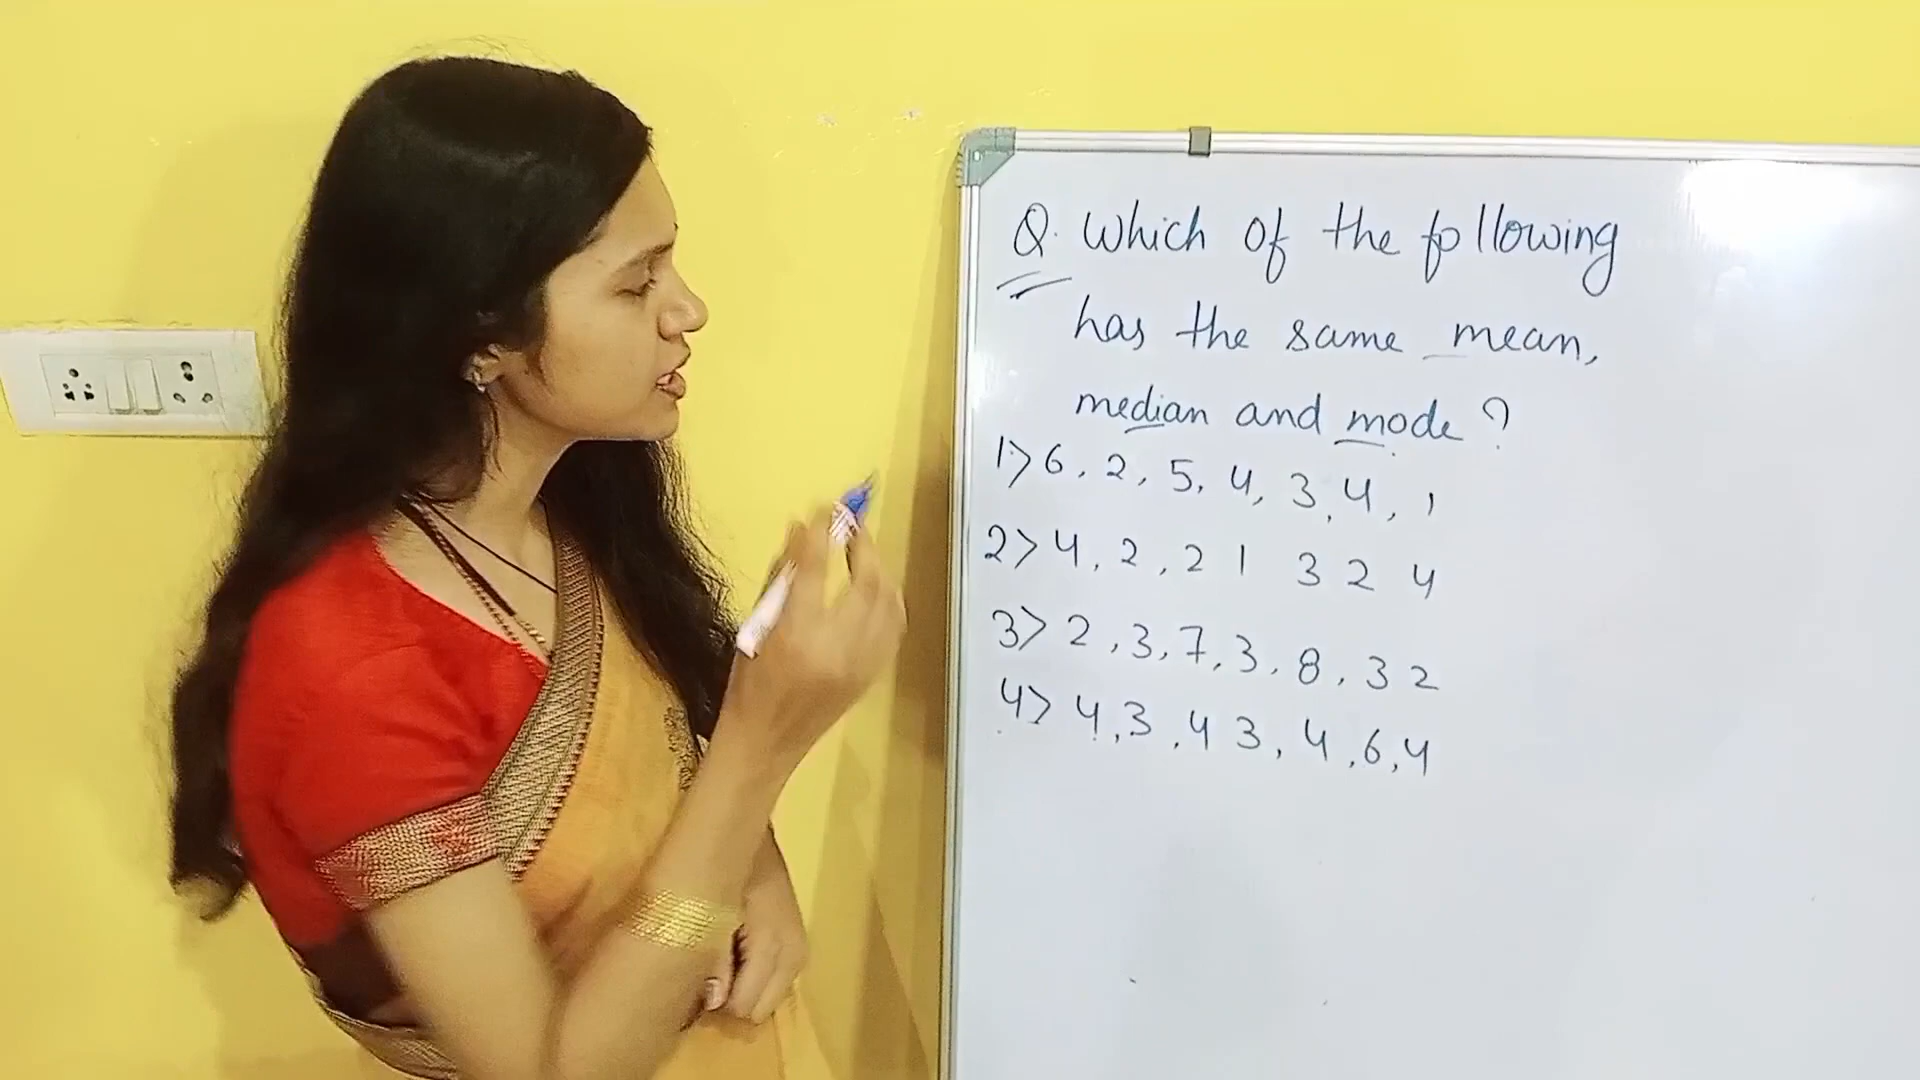 Q. Which of the following
has the same mean,
median and mode ?
1> 6, 2, 5, 4, 3, 4, 1
2> 4, 2, 2 1 3 2 4
3> 2, 3, 7, 3, 8, 3 2
4> 4, 3, 4 3, 4, 6, 4